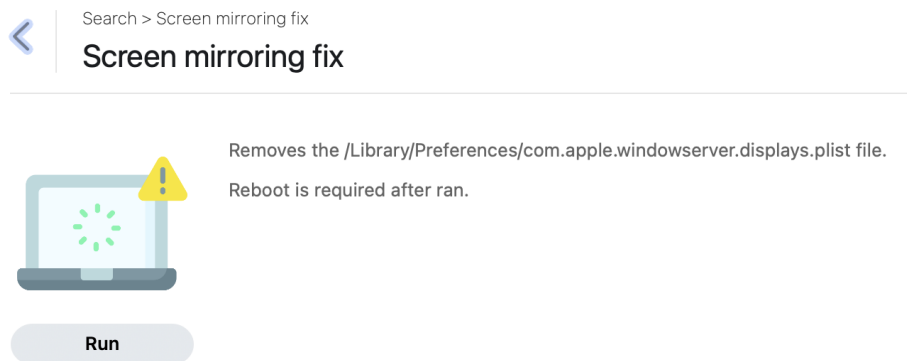 Search > Screen mirroring fix
Screen mirroring fix
Removes the /Library/Preferences/com.apple.windowserver.displays.plist file.
Reboot is required after ran.
Run